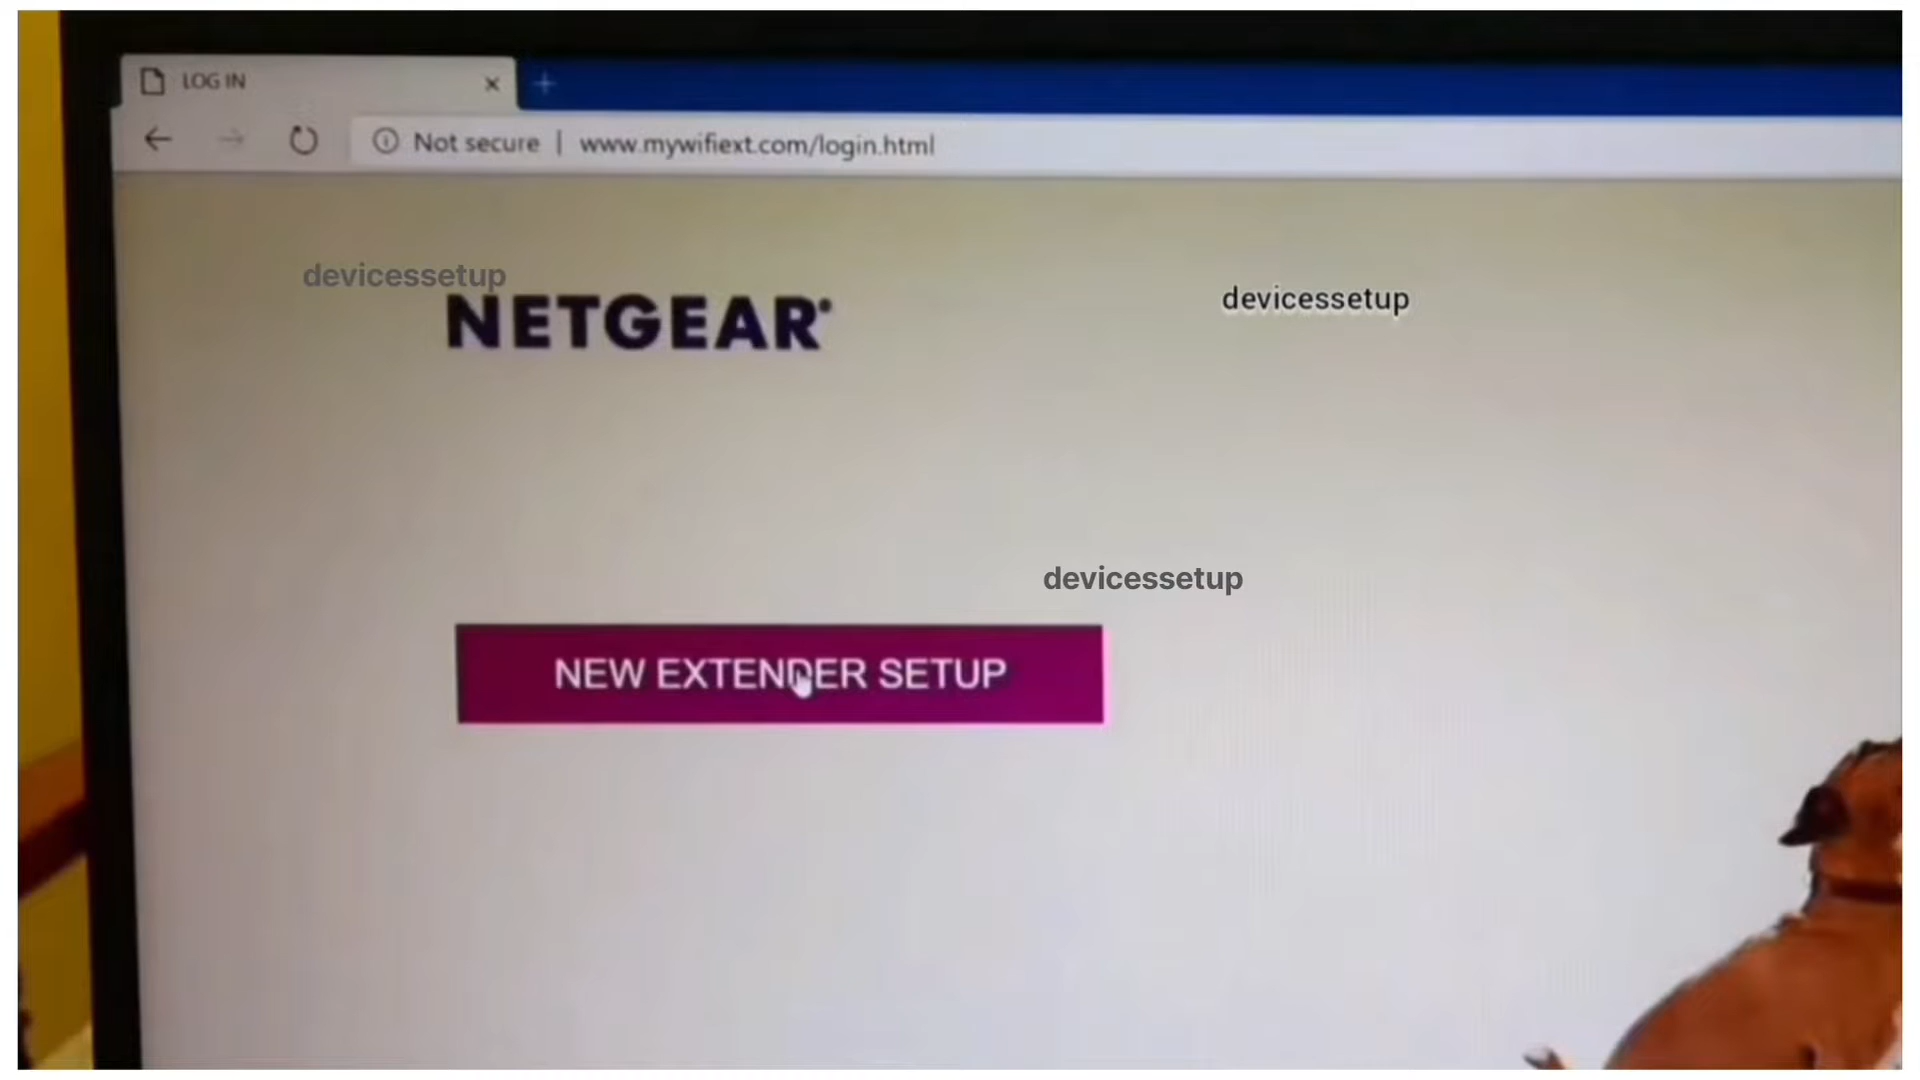 LOG IN
Not secure | www.mywifiext.com/login.html
devicessetup
devicessetup
NETGEAR
devicessetup
NEW EXTENDER SETUP